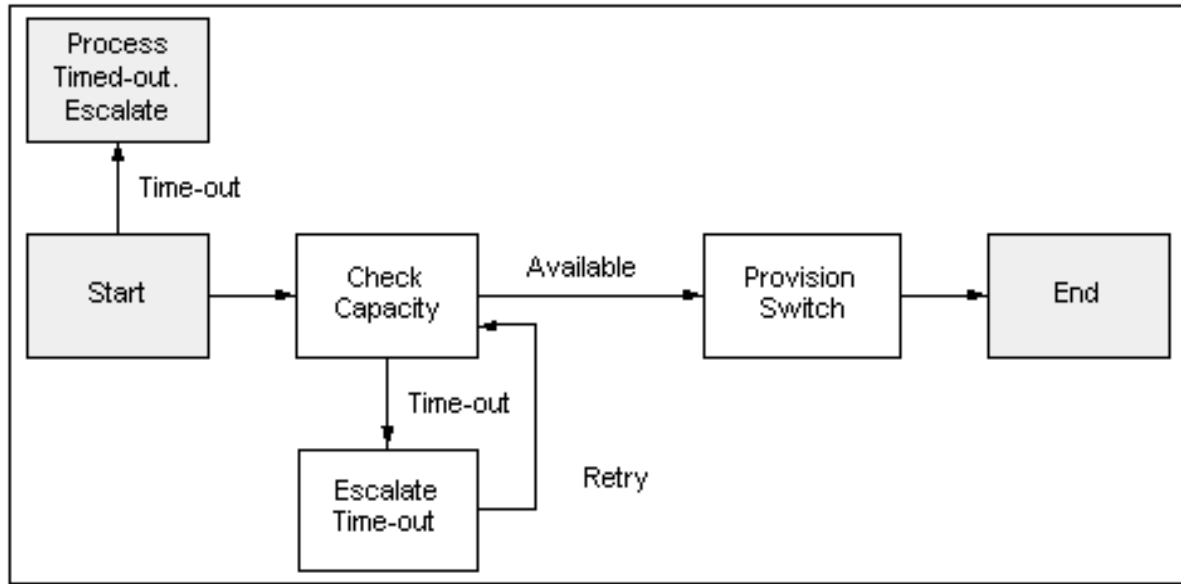 Process
Timed-out.
Escalate
Time-out
Start
Check
Capacity
Available
Provision
Switch
End
Time-out
Escalate
Time-out
Retry